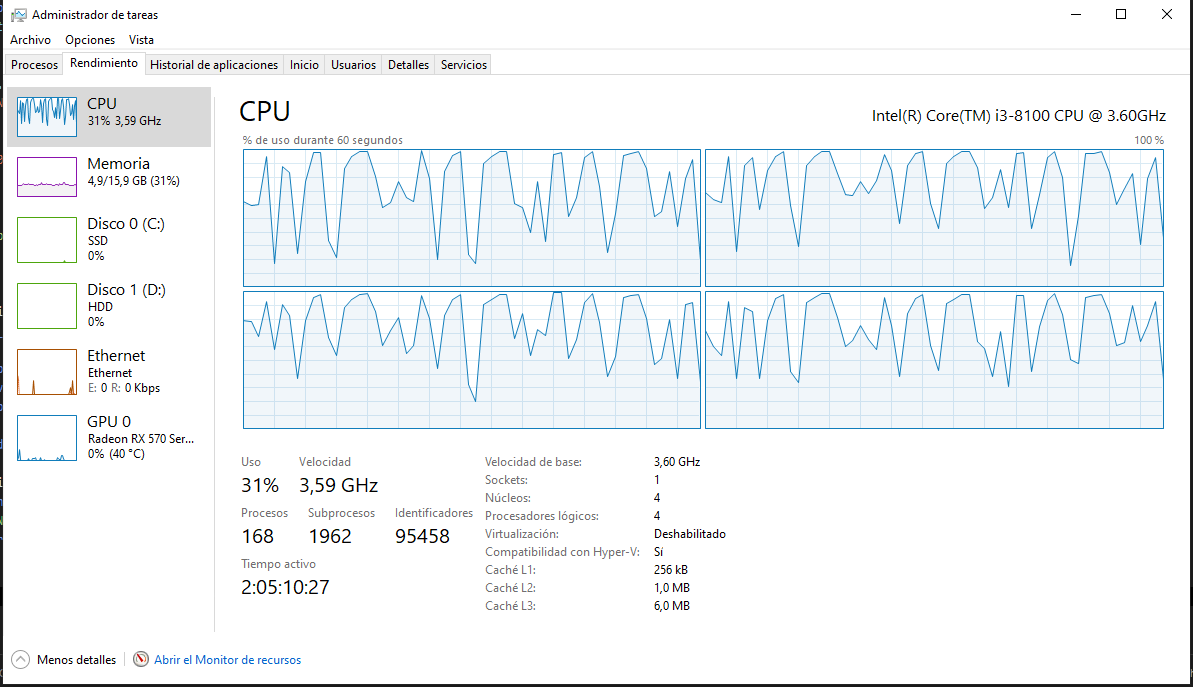 Administrador de tareas
Archivo Opciones Vista
Procesos Rendimiento Historial de aplicaciones Inicio Usuarios Detalles Servicios
CPU
31% 3,59 GHz
Memoria
4,9/15,9 GB (31%)
Disco 0 (C:)
SSD
0%
Disco 1 (D:)
HDD
0%
Ethernet
Ethernet
E: 0 R: 0 Kbps
GPU 0
Radeon RX 570 Ser...
0% (40 °C)
CPU
Intel(R) Core(TM) i3-8100 CPU @ 3.60GHz
% de uso durante 60 segundos 100 %
Uso Velocidad
31% 3,59 GHz
Procesos Subprocesos Identificadores
168 1962 95458
Tiempo activo
2:05:10:27
Velocidad de base: 3,60 GHz
Sockets: 1
Núcleos: 4
Procesadores lógicos: 4
Virtualización: Deshabilitado
Compatibilidad con Hyper-V: Sí
Caché L1: 256 kB
Caché L2: 1,0 MB
Caché L3: 6,0 MB
Menos detalles Abrir el Monitor de recursos